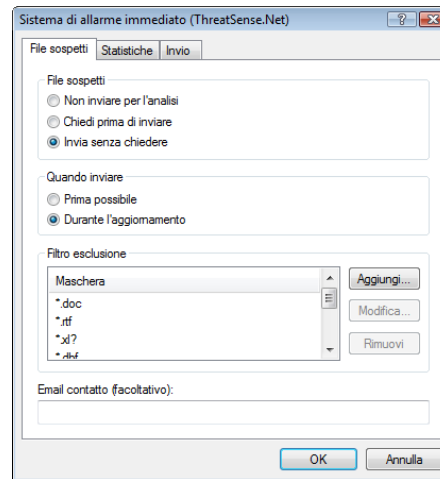 Sistema di allarme immediato (ThreatSense.Net)
File sospetti Statistiche Invio
File sospetti
Non inviare per l'analisi
Chiedi prima di inviare
Invia senza chiedere
Quando inviare
Prima possibile
Durante l'aggiornamento
Filtro esclusione
Maschera
*.doc
*.rtf
*.xl?
*.dbf
Aggiungi...
Modifica...
Rimuovi
Email contatto (facoltativo):
OK Annulla